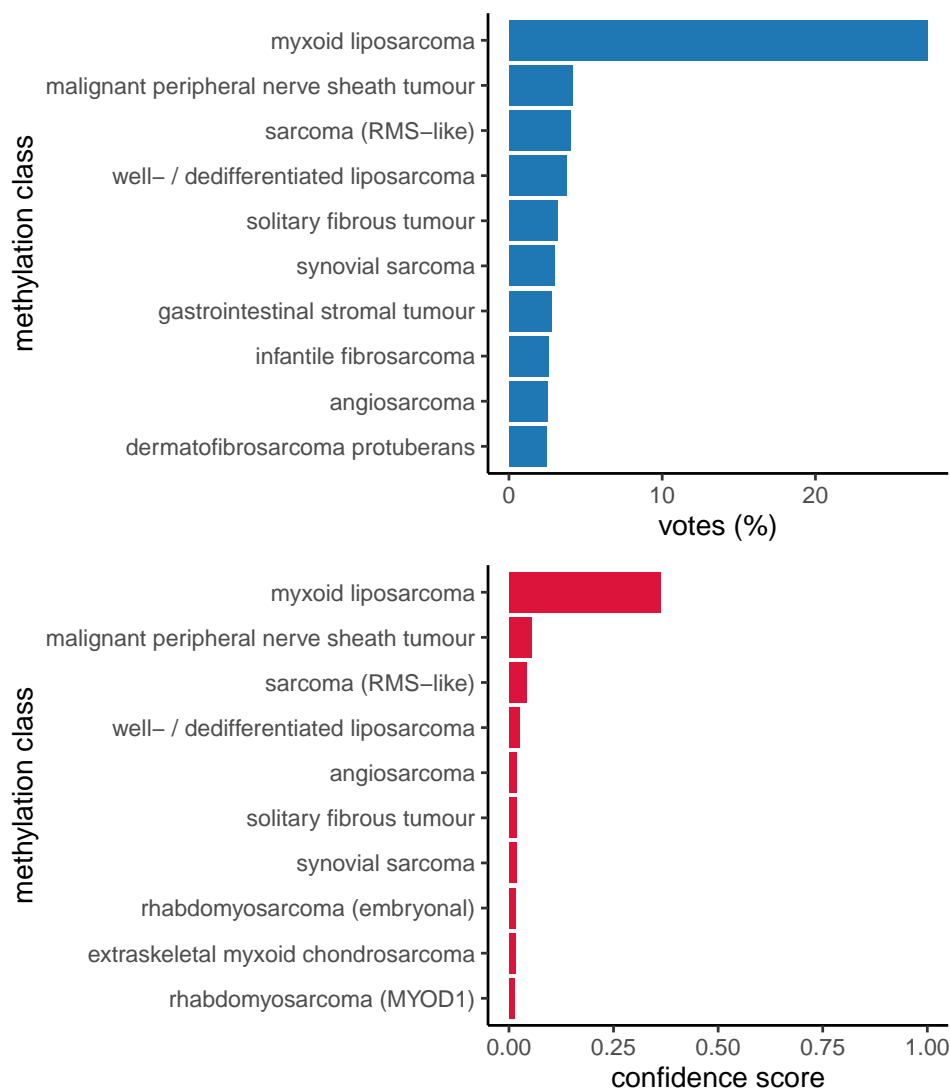 methylation class
myxoid liposarcoma
malignant peripheral nerve sheath tumour
sarcoma (RMS−like)
well− / dedifferentiated liposarcoma
solitary fibrous tumour
synovial sarcoma
gastrointestinal stromal tumour
infantile fibrosarcoma
angiosarcoma
dermatofibrosarcoma protuberans
0 10 20
votes (%)
methylation class
myxoid liposarcoma
malignant peripheral nerve sheath tumour
sarcoma (RMS−like)
well− / dedifferentiated liposarcoma
angiosarcoma
solitary fibrous tumour
synovial sarcoma
rhabdomyosarcoma (embryonal)
extraskeletal myxoid chondrosarcoma
rhabdomyosarcoma (MYOD1)
0.00 0.25 0.50 0.75 1.00
confidence score